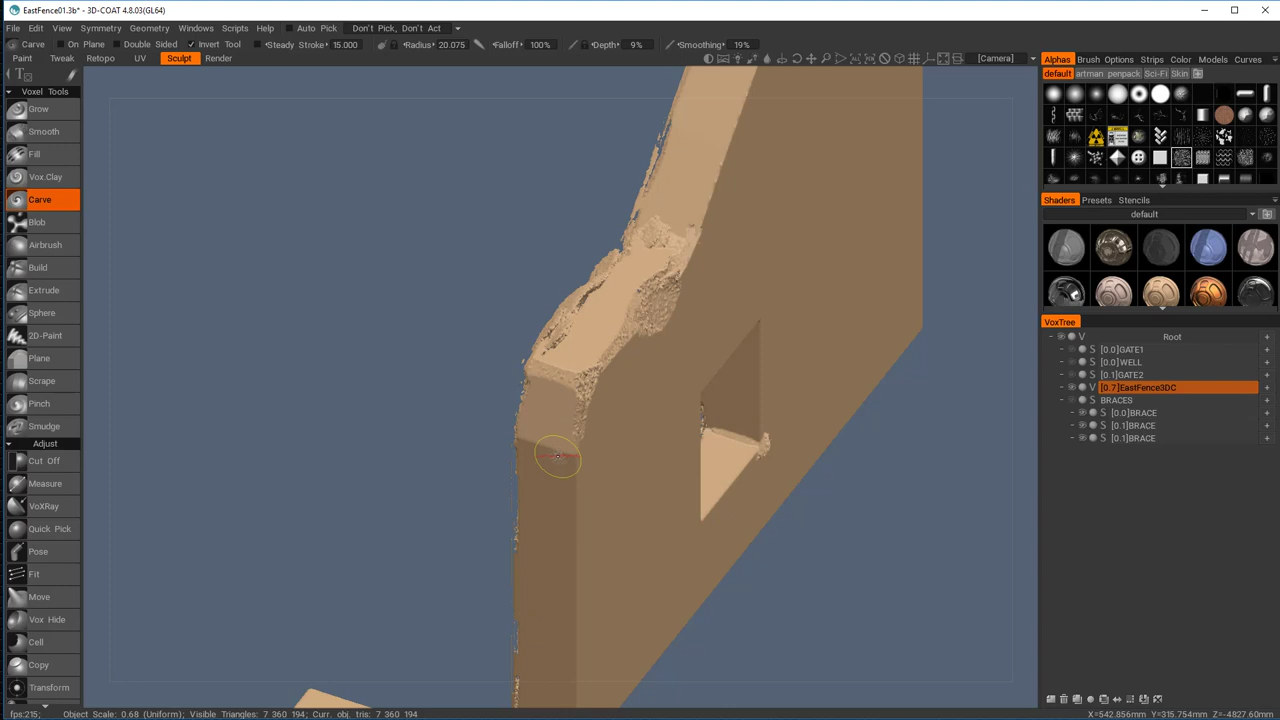 EastFence01.3b* - 3D-COAT 4.8.03(GL64)
File Edit View Symmetry Geometry Windows Scripts Help Auto Pick Don't Pick, Don't Act
Carve On Plane Double Sided Invert Tool Steady Stroke 15.000 Radius 20.075 Falloff 100% Depth 9% Smoothing 19%
Paint Tweak Retopo UV Sculpt Render [Camera]
Alphas Brush Options Strips Color Models Curves
default artman penpack Sci-Fi Skin
Voxel Tools
Grow
Smooth
Fill
Vox.Clay
Carve
Blob
Airbrush
Build
Extrude
Sphere
2D-Paint
Plane
Scrape
Pinch
Smudge
Adjust
Cut Off
Measure
VoXRay
Quick Pick
Pose
Fit
Move
Vox Hide
Cell
Copy
Transform
Shaders Presets Stencils
default
VoxTree
V Root
S [0.0]GATE1
S [0.0]WELL
S [0.1]GATE2
V [0.7]EastFence3DC
S BRACES
S [0.0]BRACE
S [0.1]BRACE
S [0.1]BRACE
fps:215; Object Scale: 0.68 (Uniform); Visible Triangles: 7 360 194; Curr. obj. tris: 7 360 194 X=542.856mm Y=315.754mm Z=-4827.60mm